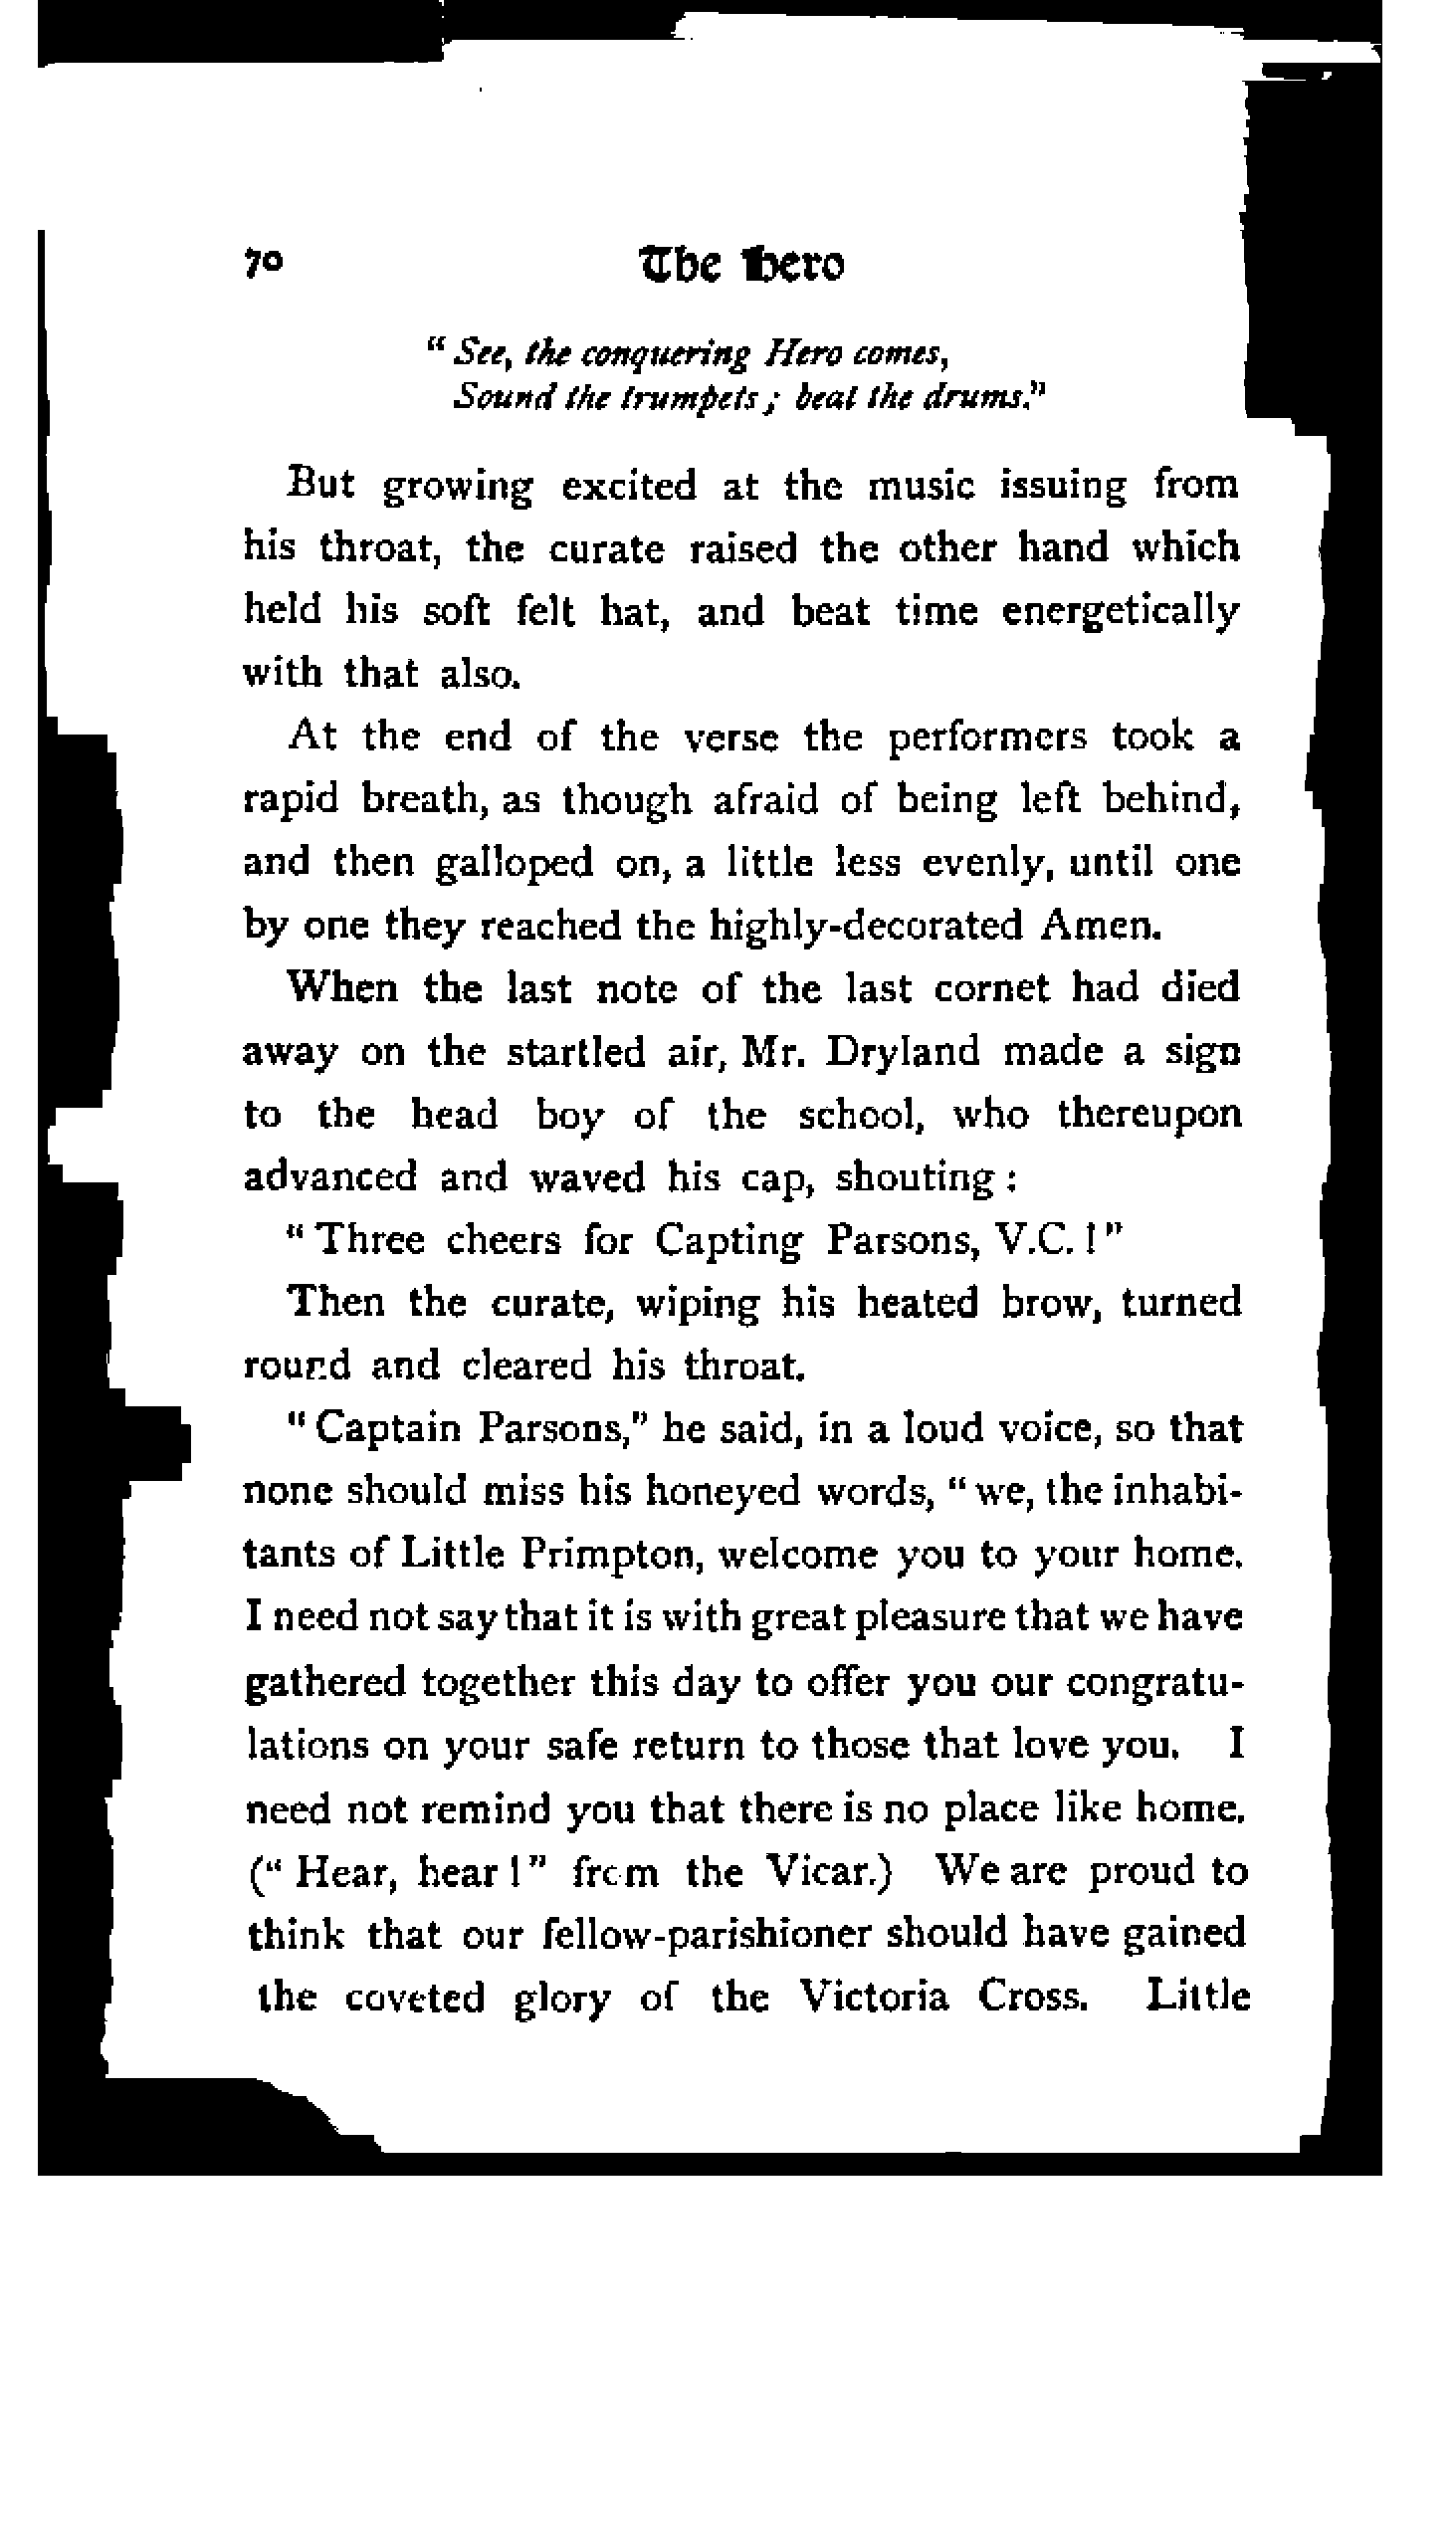 70 The Hero
“ See, the conquering Hero comes,
Sound the trumpets ; beat the drums.”
But growing excited at the music issuing from
his throat, the curate raised the other hand which
held his soft felt hat, and beat time energetically
with that also.
At the end of the verse the performers took a
rapid breath, as though afraid of being left behind,
and then galloped on, a little less evenly, until one
by one they reached the highly-decorated Amen.
When the last note of the last cornet had died
away on the startled air, Mr. Dryland made a sign
to the head boy of the school, who thereupon
advanced and waved his cap, shouting :
“ Three cheers for Capting Parsons, V.C. ! ”
Then the curate, wiping his heated brow, turned
round and cleared his throat.
“ Captain Parsons,” he said, in a loud voice, so that
none should miss his honeyed words, “ we, the inhabi-
tants of Little Primpton, welcome you to your home.
I need not say that it is with great pleasure that we have
gathered together this day to offer you our congratu-
lations on your safe return to those that love you. I
need not remind you that there is no place like home.
(“ Hear, hear ! ” from the Vicar.) We are proud to
think that our fellow-parishioner should have gained
the coveted glory of the Victoria Cross. Little